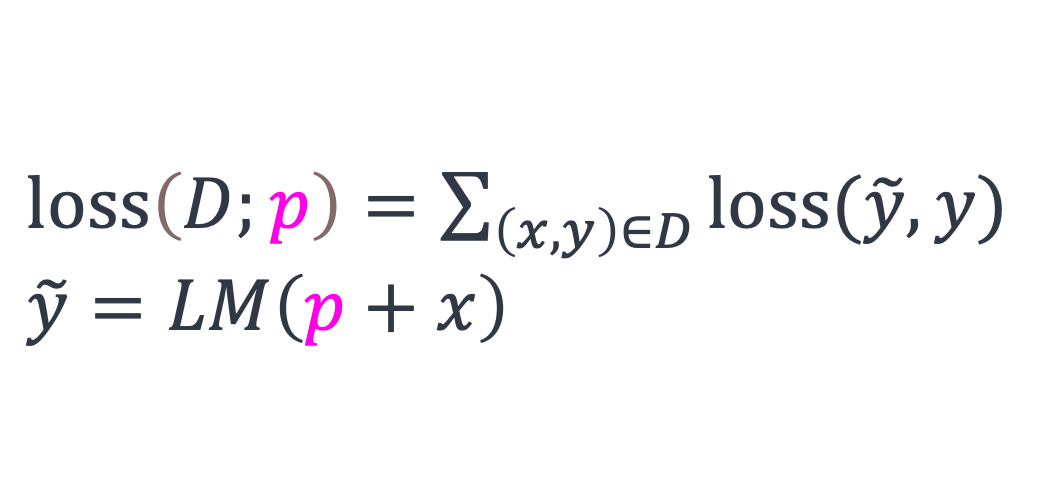 loss(D; p) = ∑(x,y)∈D loss(ỹ, y)
ỹ = LM(p + x)